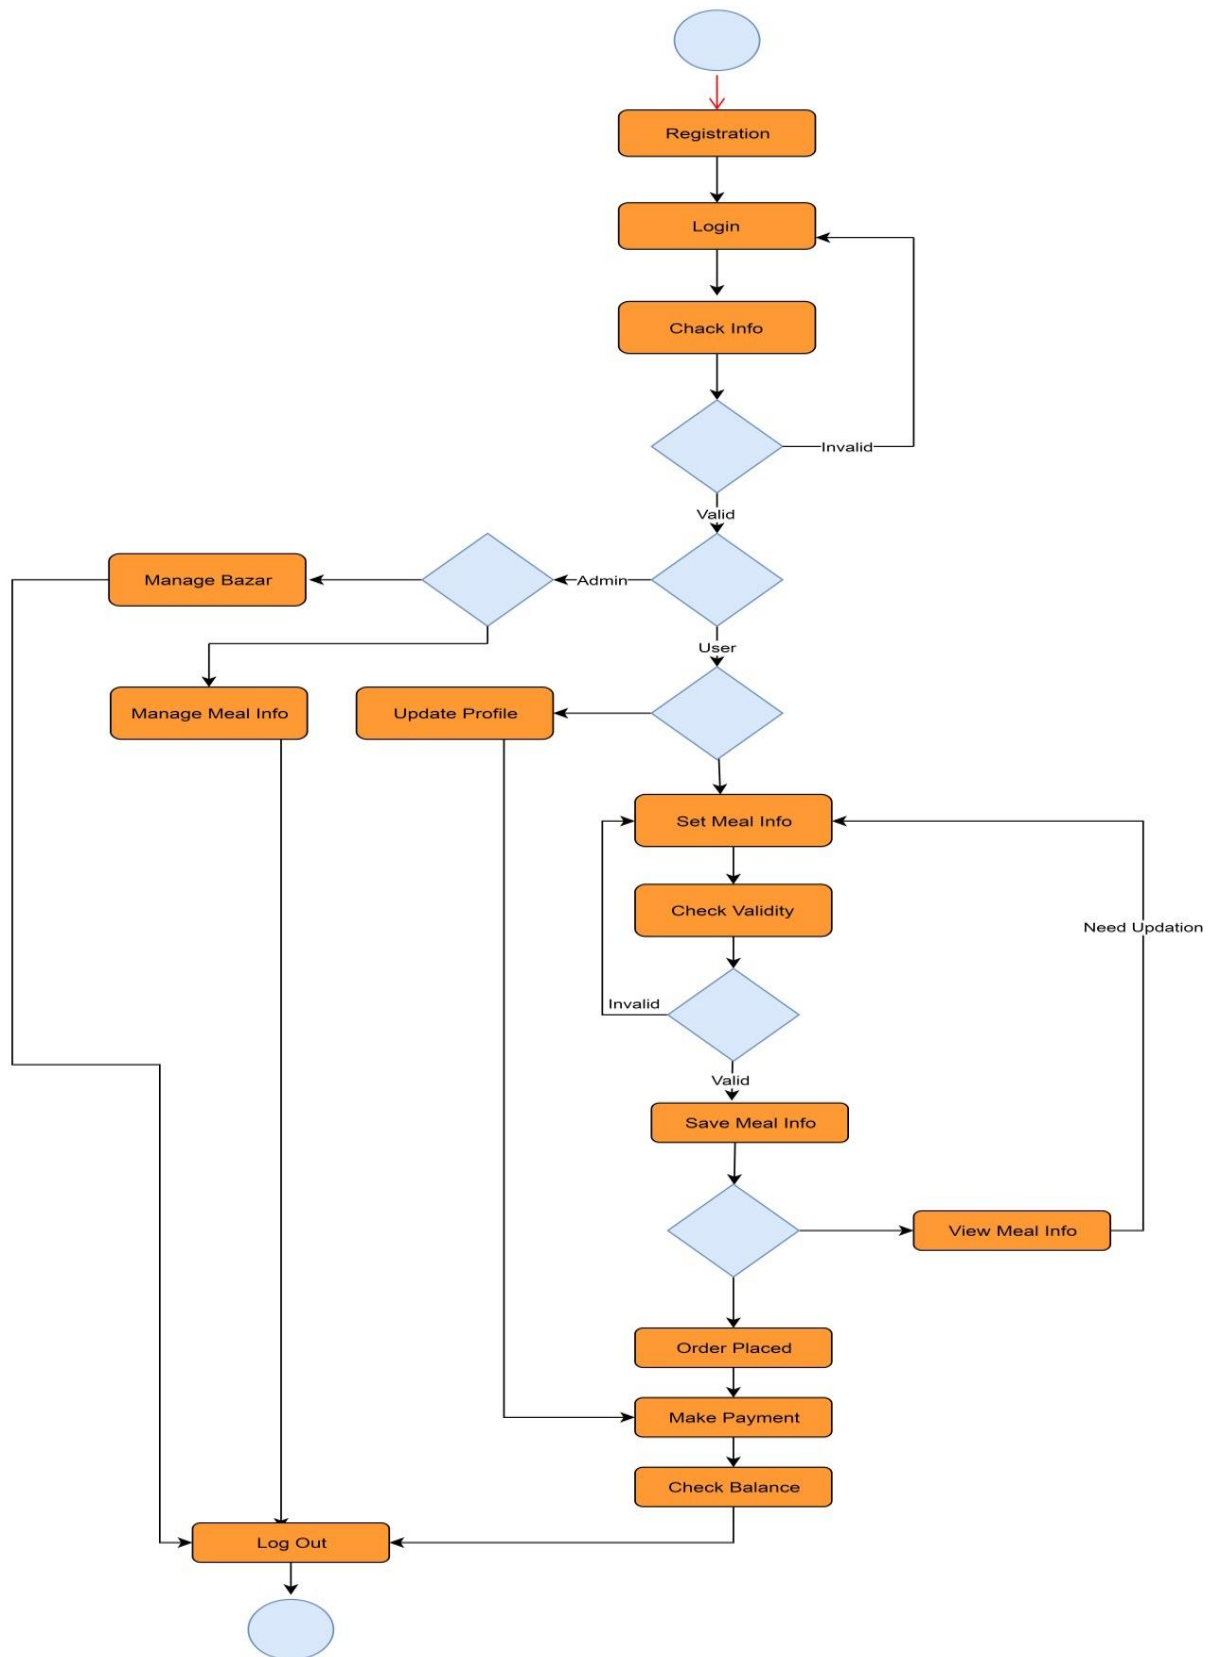 Registration
Login
Chack Info
Invalid
Valid
Manage Bazar
Admin
User
Manage Meal Info
Update Profile
Set Meal Info
Check Validity
Need Updation
Invalid
Valid
Save Meal Info
View Meal Info
Order Placed
Make Payment
Check Balance
Log Out